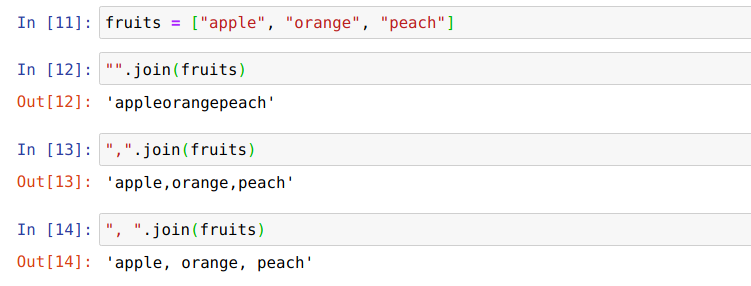 In [11]: fruits = ["apple", "orange", "peach"]
In [12]: "".join(fruits)
Out[12]: 'appleorangepeach'
In [13]: ",".join(fruits)
Out[13]: 'apple,orange,peach'
In [14]: ", ".join(fruits)
Out[14]: 'apple, orange, peach'